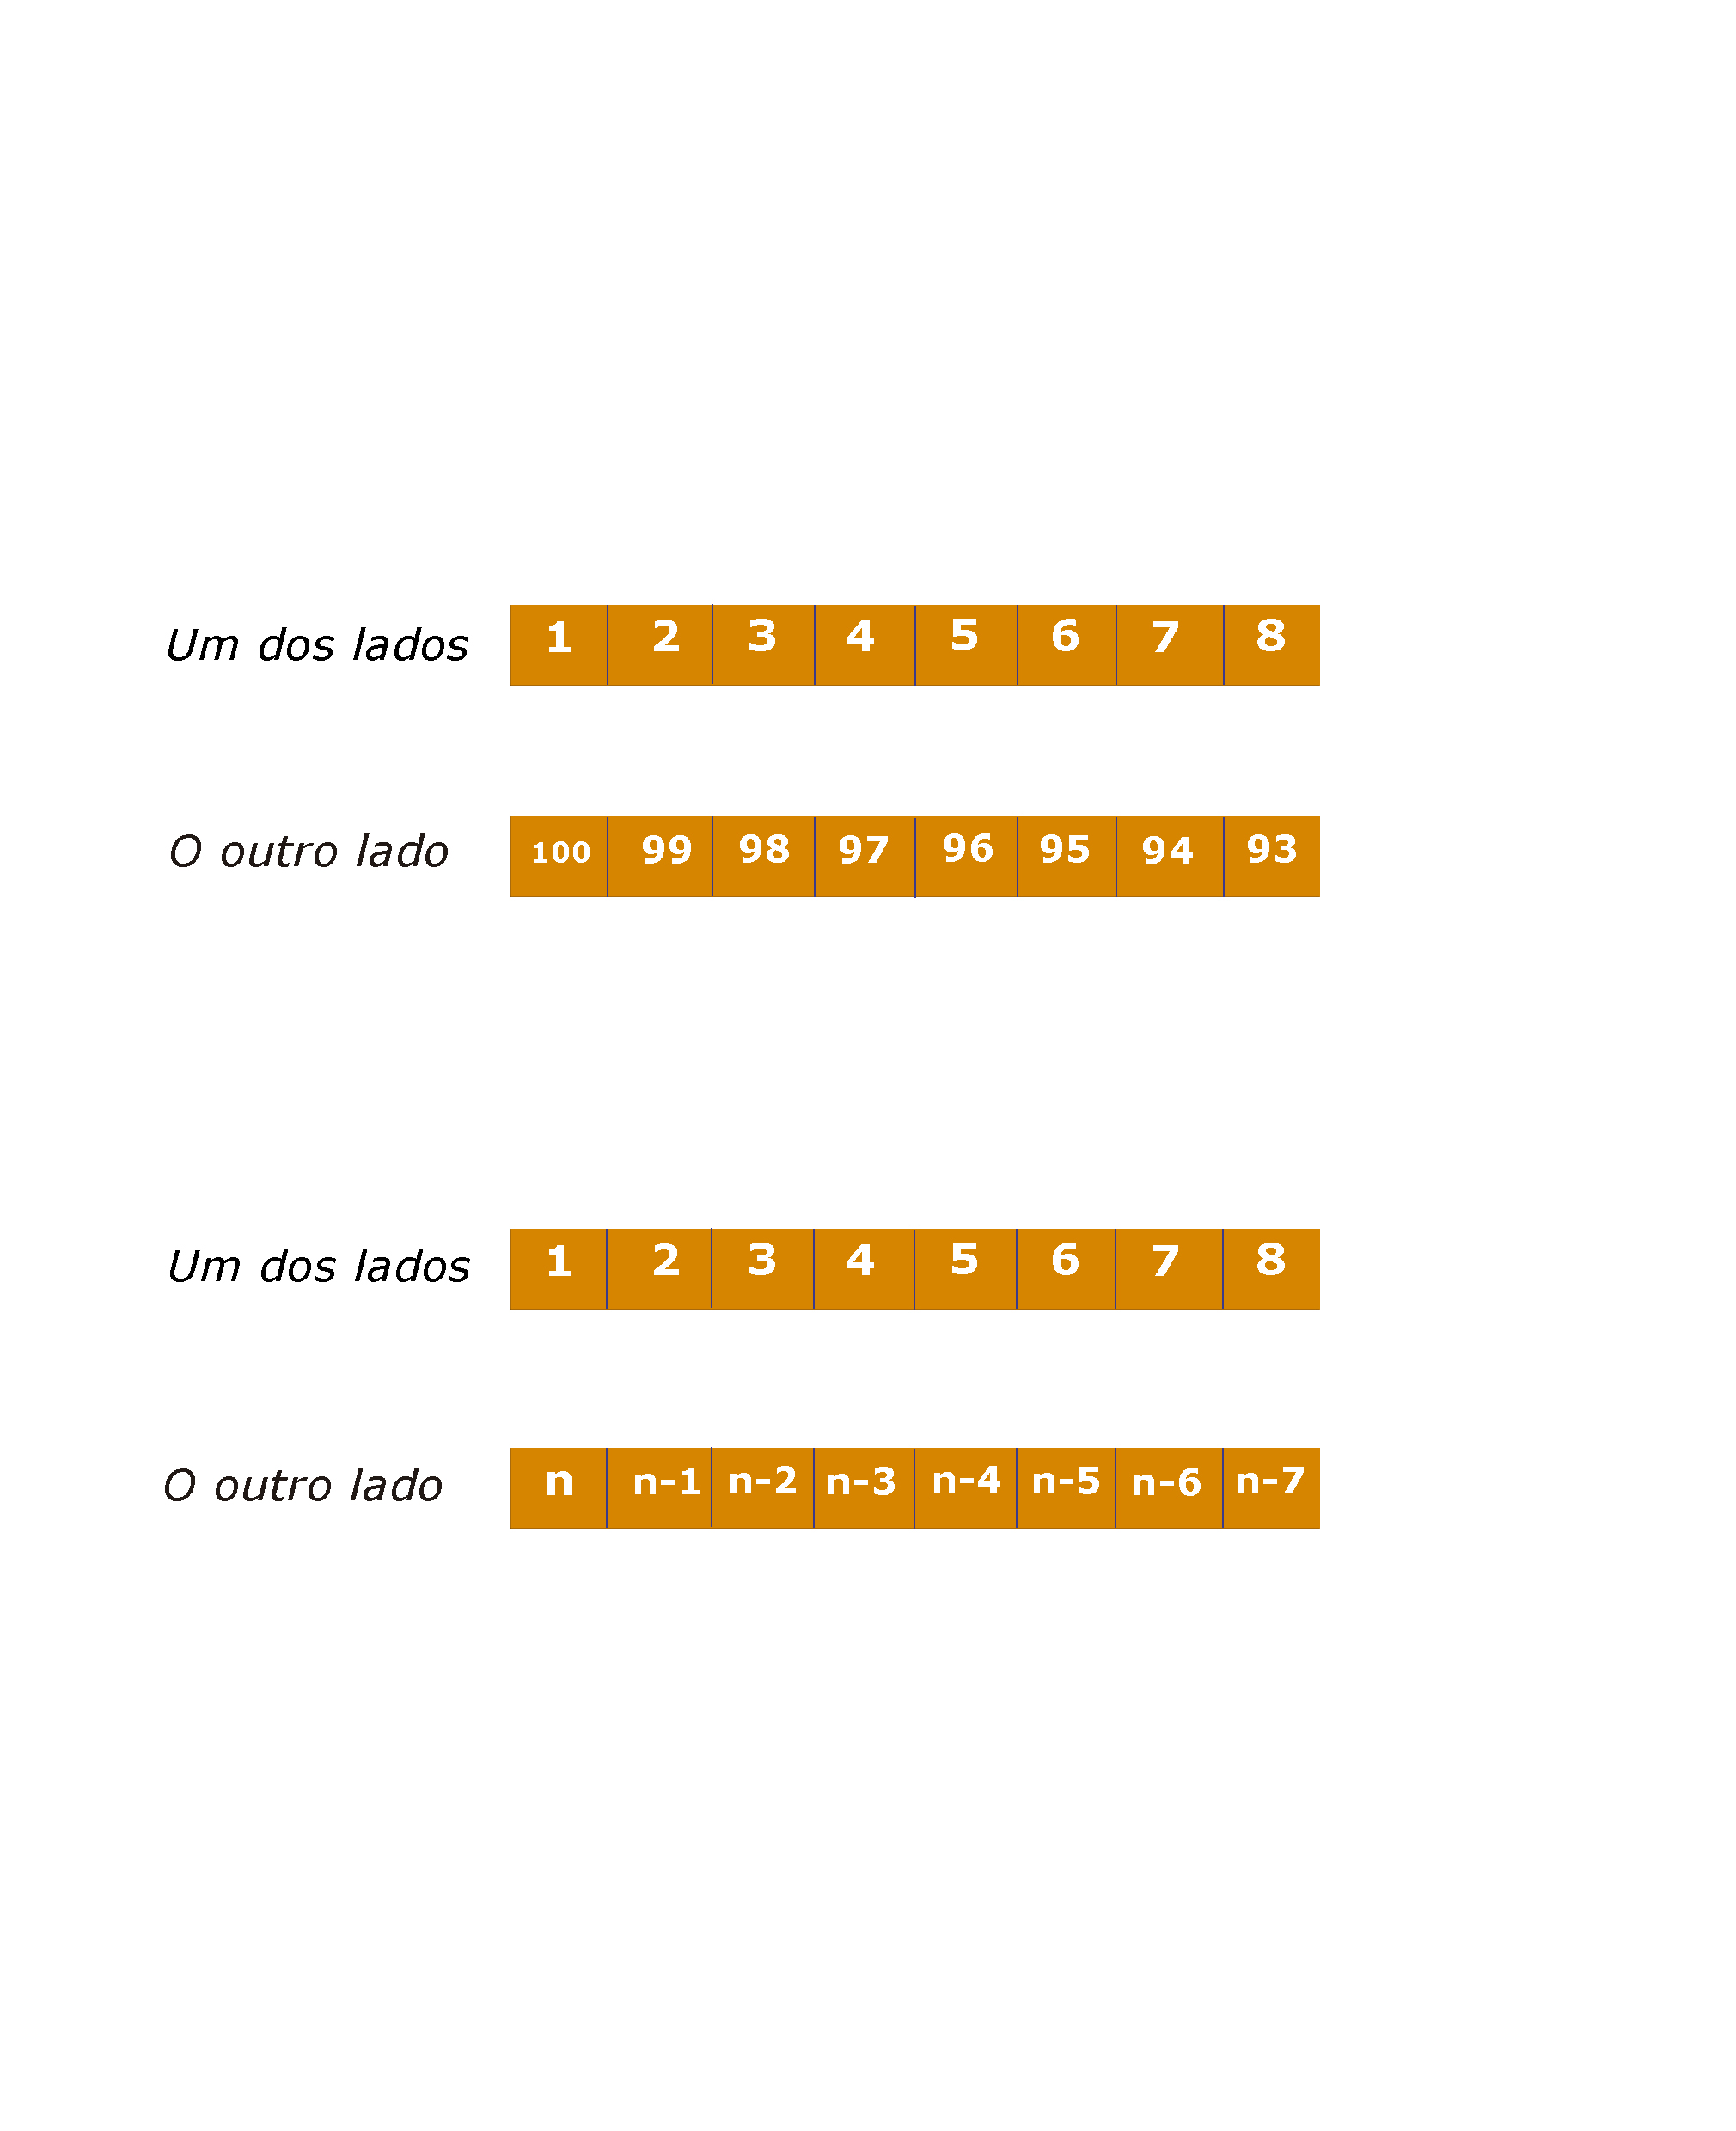 Um dos lados 1 2 3 4 5 6 7 8
O outro lado 100 99 98 97 96 95 94 93
Um dos lados 1 2 3 4 5 6 7 8
O outro lado n n-1 n-2 n-3 n-4 n-5 n-6 n-7